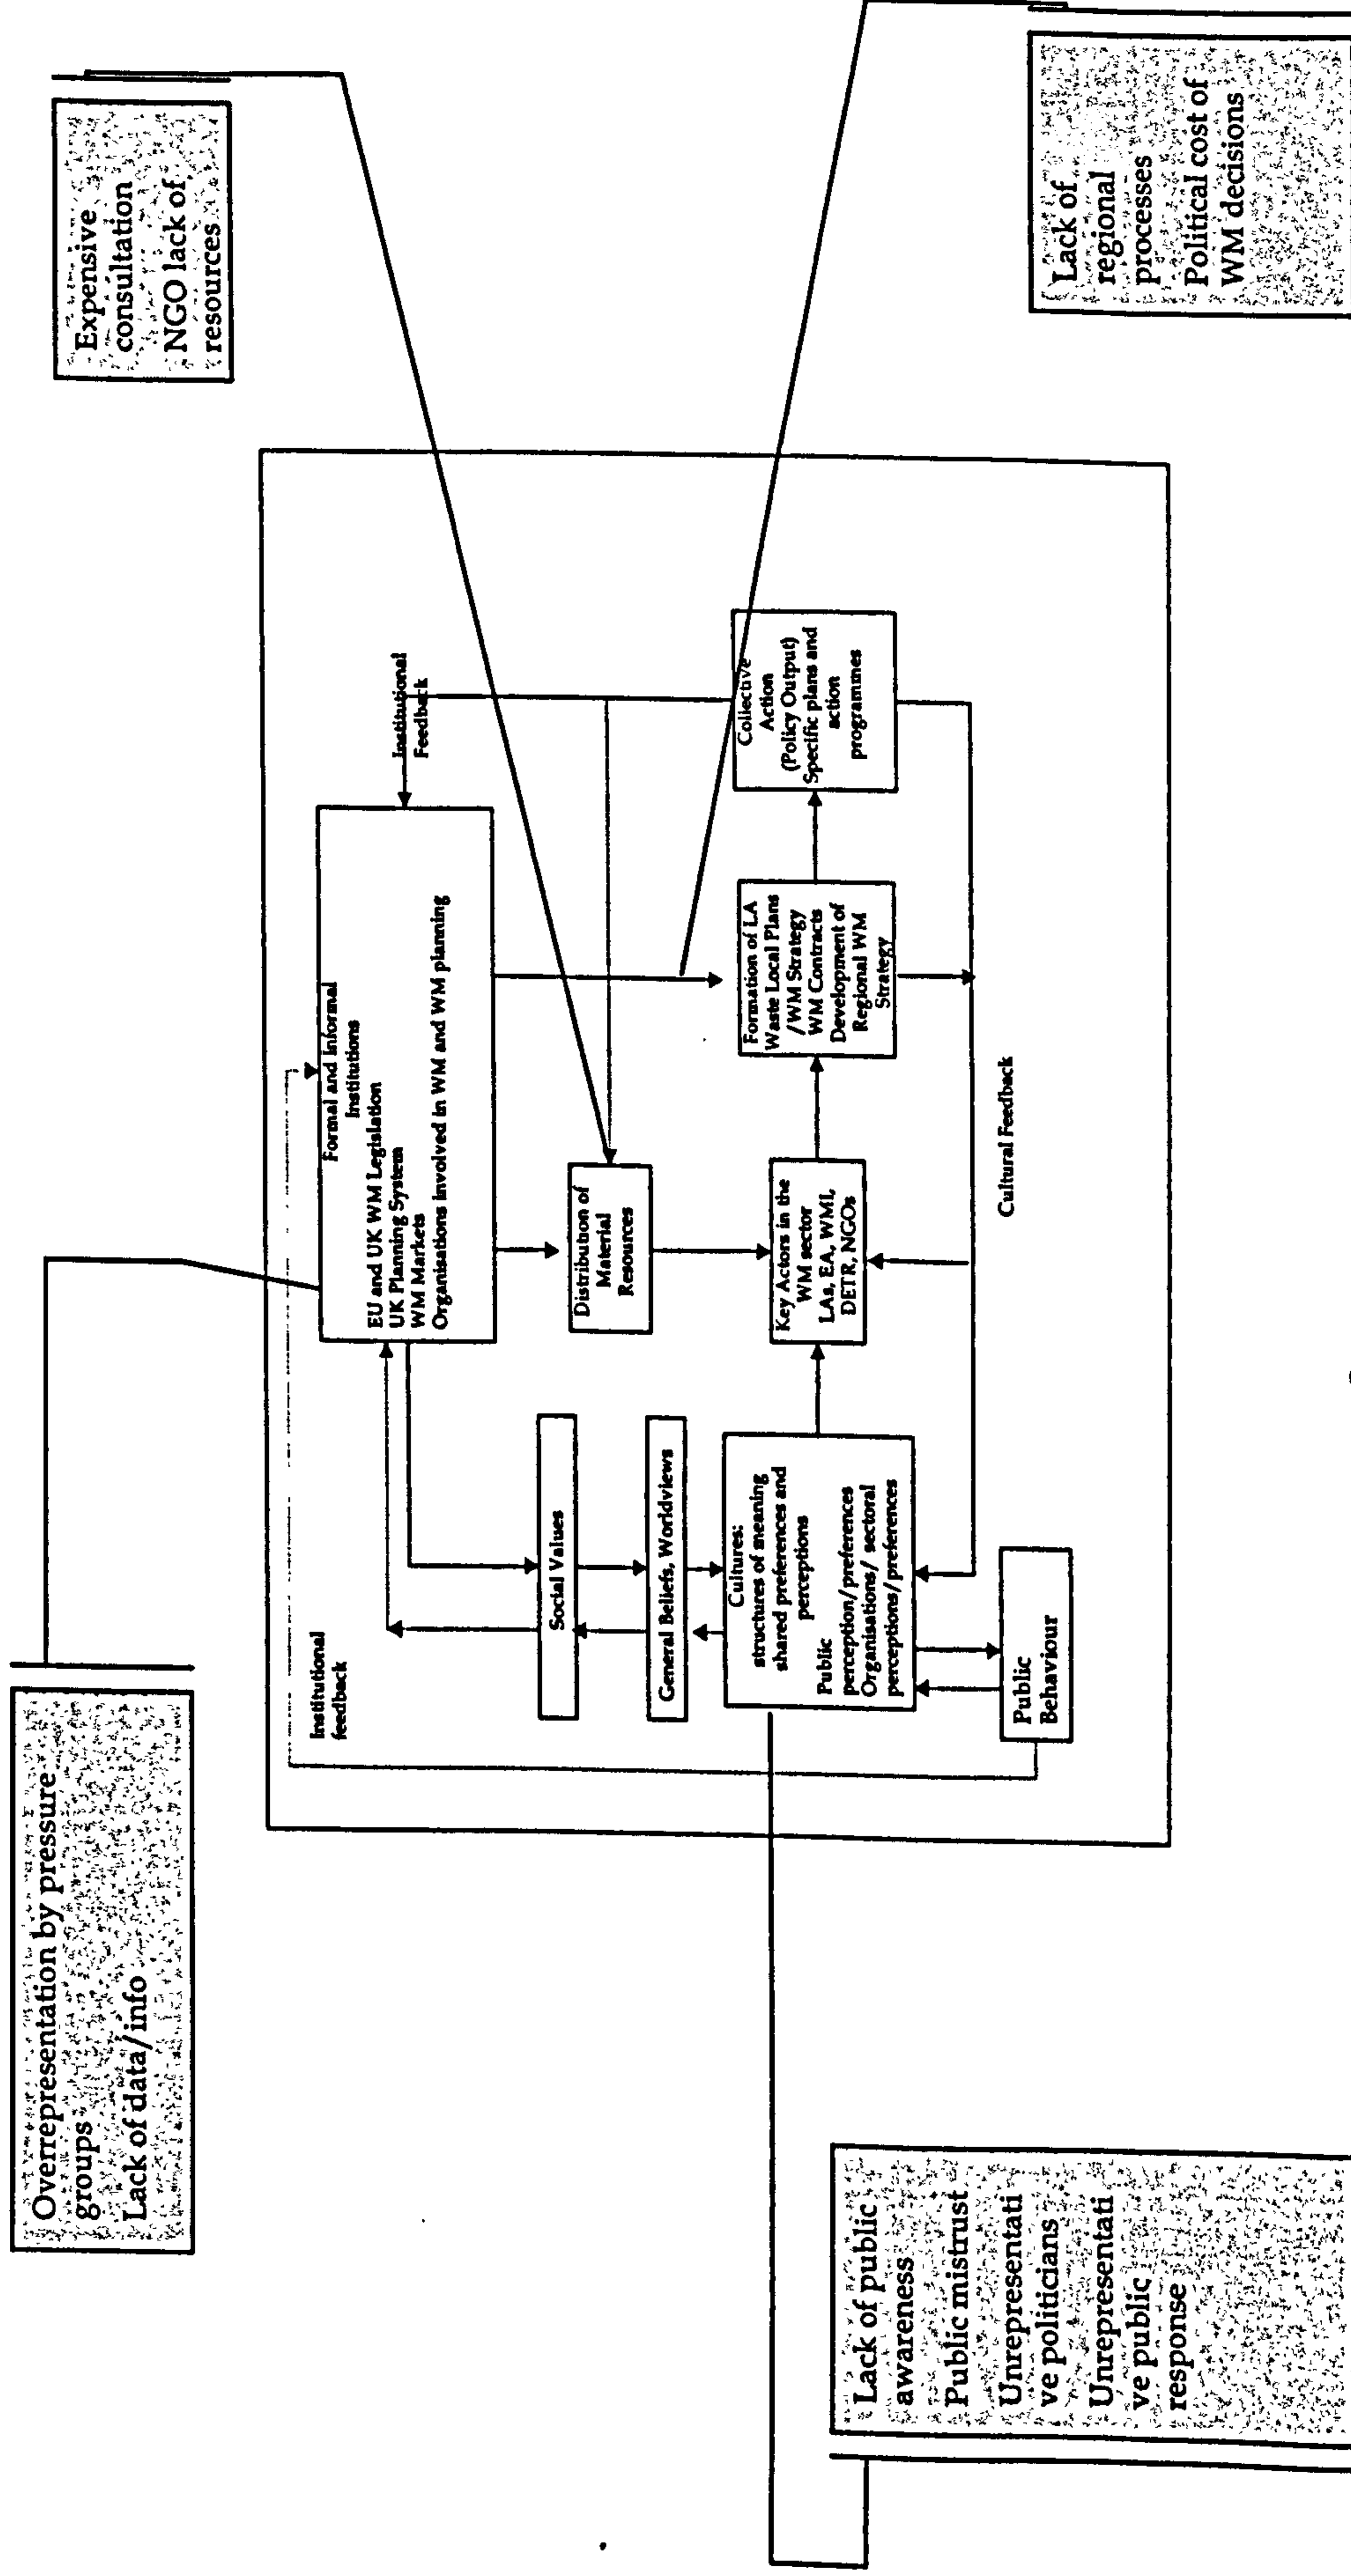 Overrepresentation by pressure
groups
Lack of data/info
Expensive
consultation
NGO lack of
resources
Institutional
feedback
Formal and Informal
Institutions
EU and UK WM Legislation
UK Planning System
WM Markets
Organisations involved in WM and WM planning
Institutional
Feedback
Social Values
General Beliefs, Worldviews
Distribution of
Material
Resources
Cultures:
structures of meaning
shared preferences and
perceptions
Public
perception/preferences
Organisations/ sectoral
perceptions/preferences
Key Actors in the
WM sector
LAs, EA, WMI,
DETR, NGOs
Formation of LA
Waste Local Plans
/WM Strategy
WM Contracts
Development of
Regional WM
Strategy
Collective
Action
(Policy Output)
Specific plans and
action
programmes
Public
Behaviour
Cultural Feedback
Lack of public
awareness
Public mistrust
Unrepresentati
ve politicians
Unrepresentati
ve public
response
Lack of
regional
processes
Political cost of
WM decisions